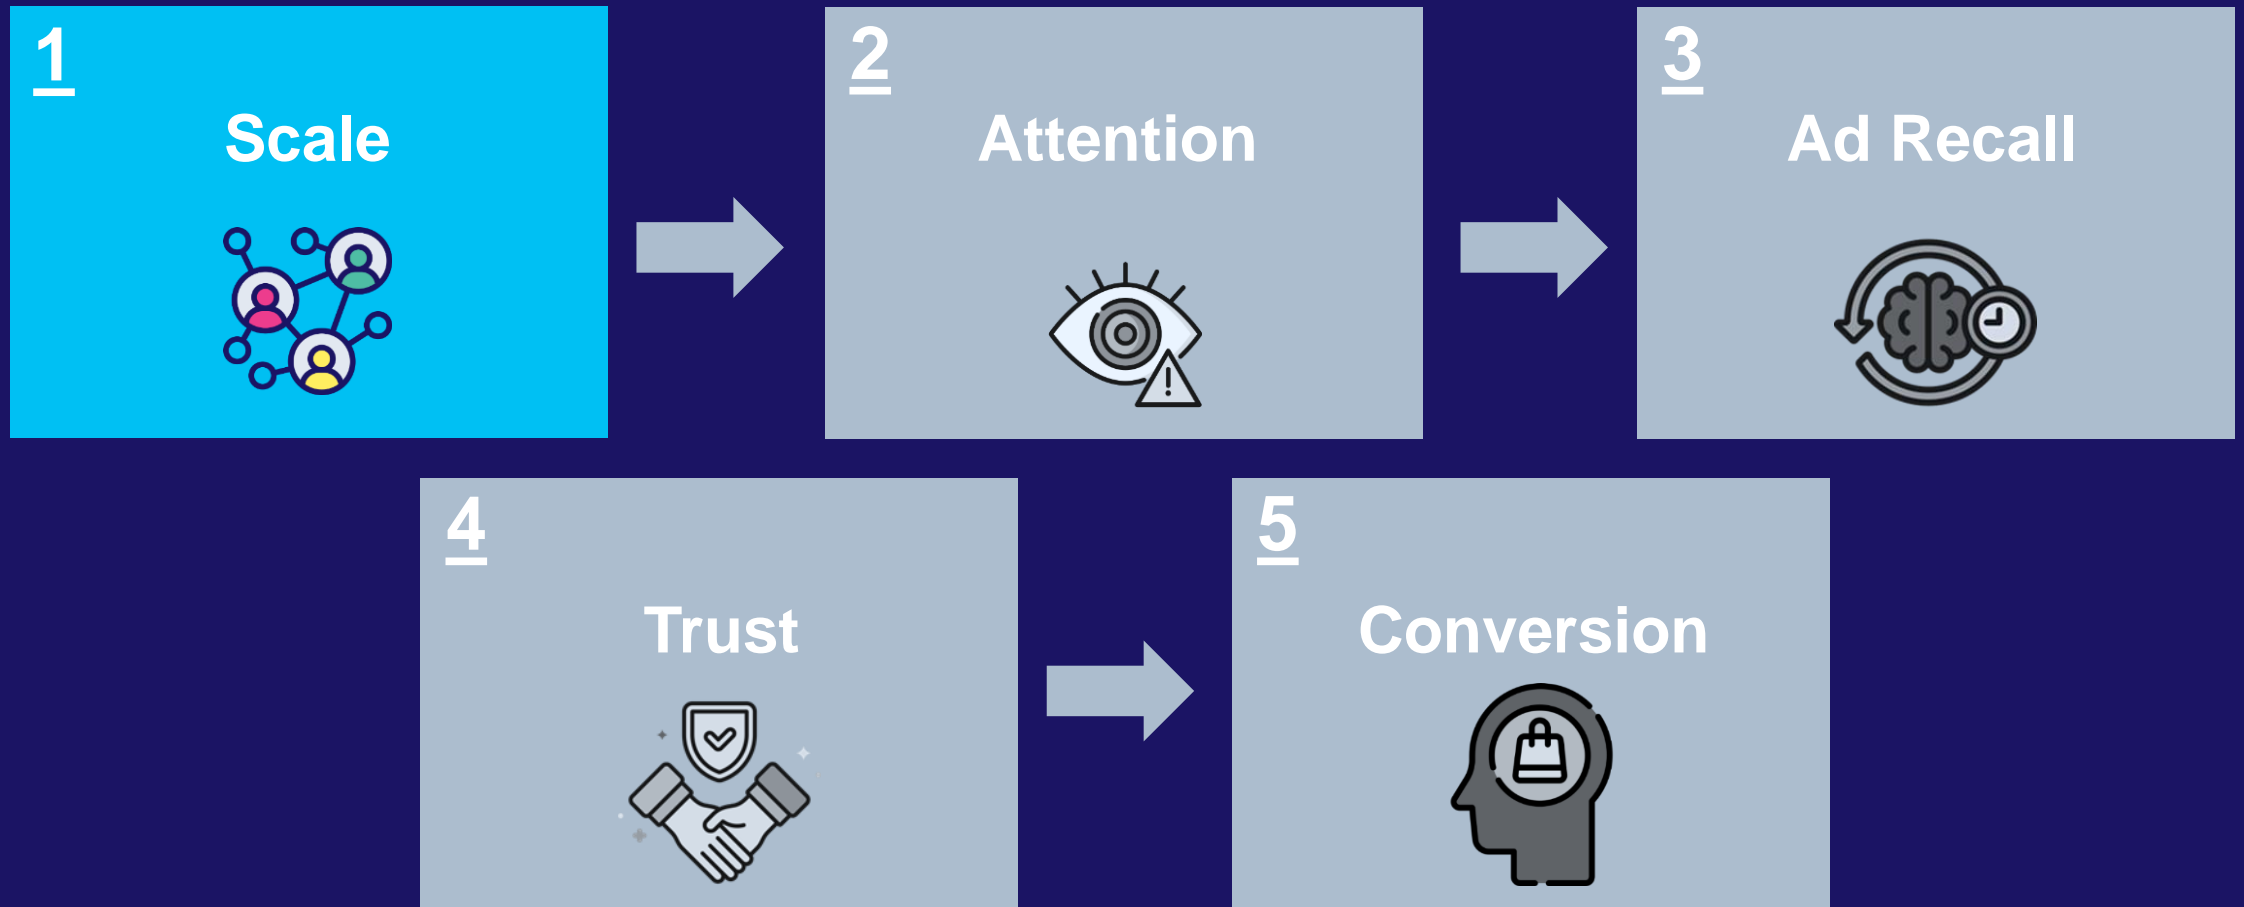 1
Scale
2
Attention
3
Ad Recall
4
Trust
5
Conversion